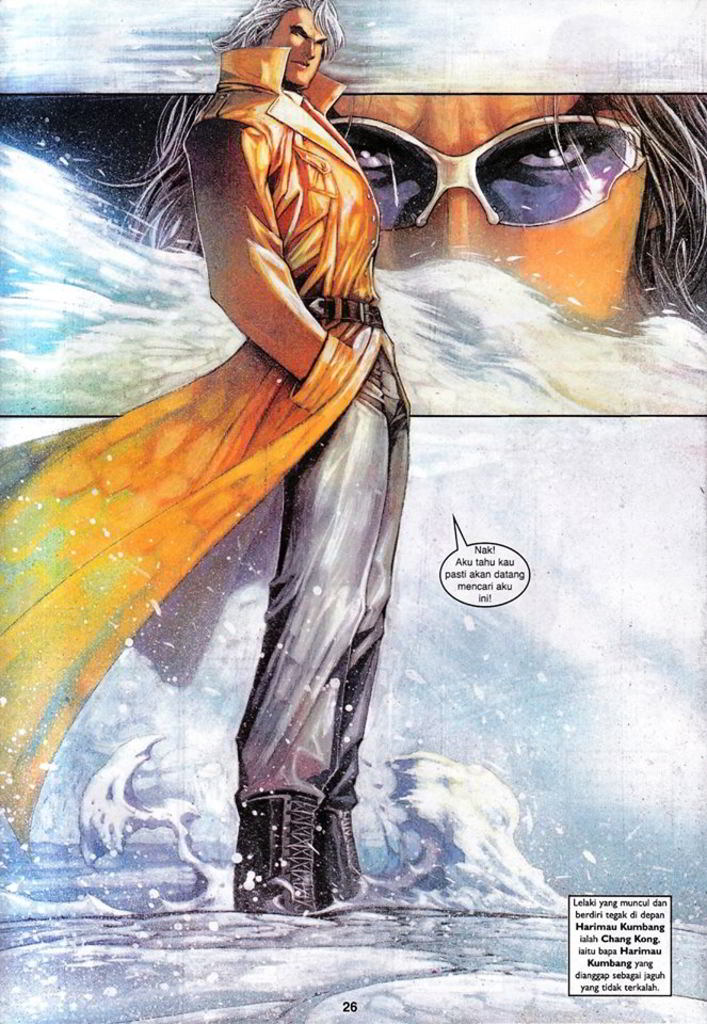 Nak!
Aku tahu kau
pasti akan datang
mencari aku
ini!
Lelaki yang muncul dan
berdiri tegak di depan
Harimau Kumbang
ialah Chang Kong,
iaitu bapa Harimau
Kumbang yang
dianggap sebagai jaguh
yang tidak terkalah.
26